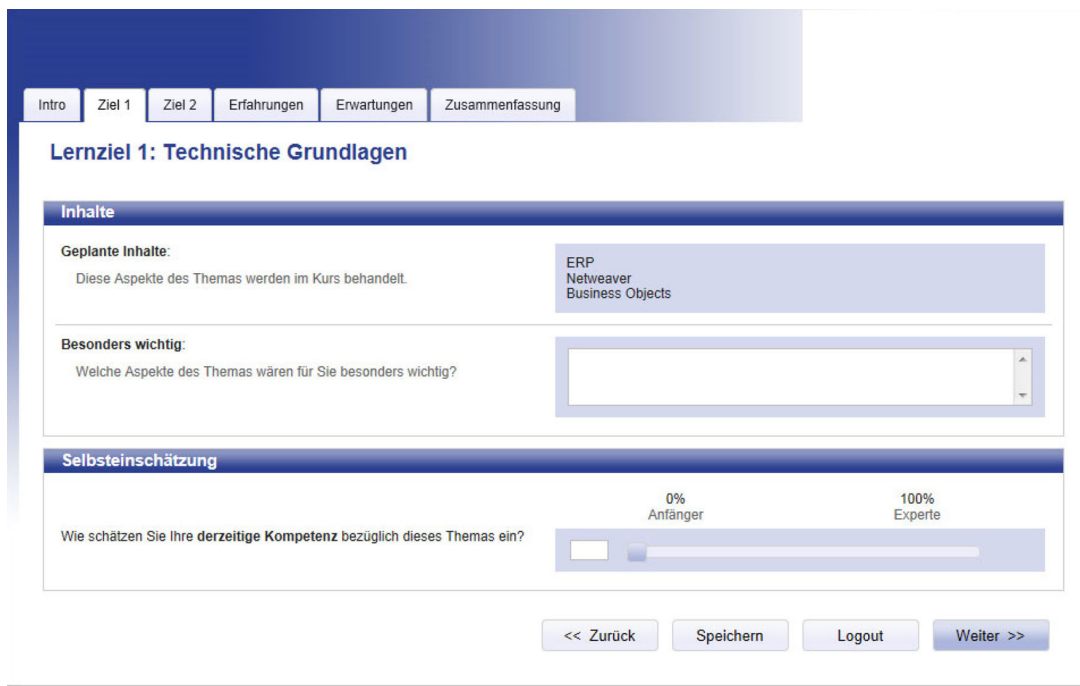 Intro Ziel 1 Ziel 2 Erfahrungen Erwartungen Zusammenfassung
Lernziel 1: Technische Grundlagen
Inhalte
Geplante Inhalte:
Diese Aspekte des Themas werden im Kurs behandelt.
ERP
Netweaver
Business Objects
Besonders wichtig:
Welche Aspekte des Themas wären für Sie besonders wichtig?
Selbsteinschätzung
0% 100%
Anfänger Experte
Wie schätzen Sie Ihre derzeitige Kompetenz bezüglich dieses Themas ein?
<< Zurück Speichern Logout Weiter >>